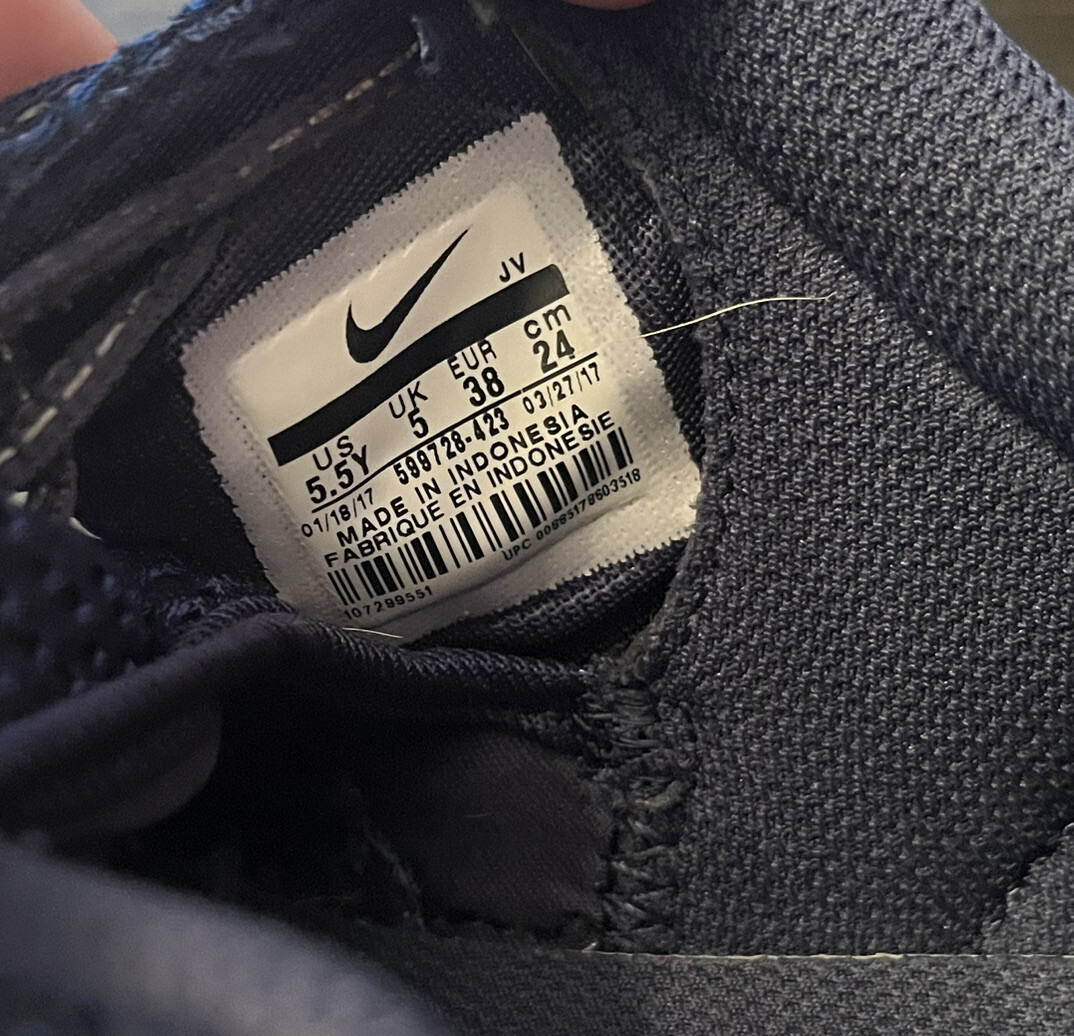 JV
US UK EUR cm
5.5Y 5 38 24
01/18/17 599728-423 03/27/17
MADE IN INDONESIA
FABRIQUE EN INDONESIE
UPC 00885178603518
107299551